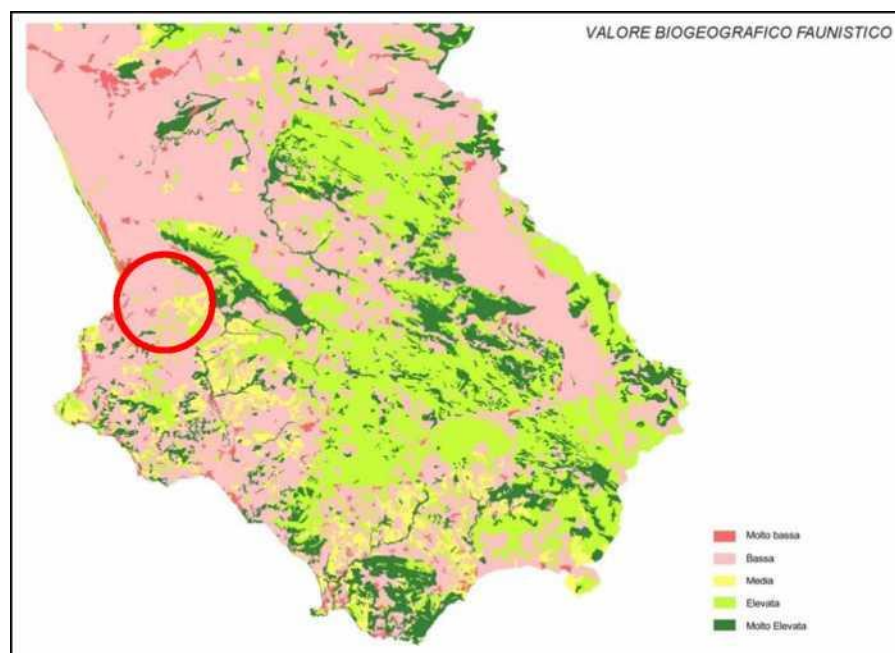 VALORE BIOGEOGRAFICO FAUNISTICO
Molto bassa
Bassa
Media
Elevata
Molto Elevata